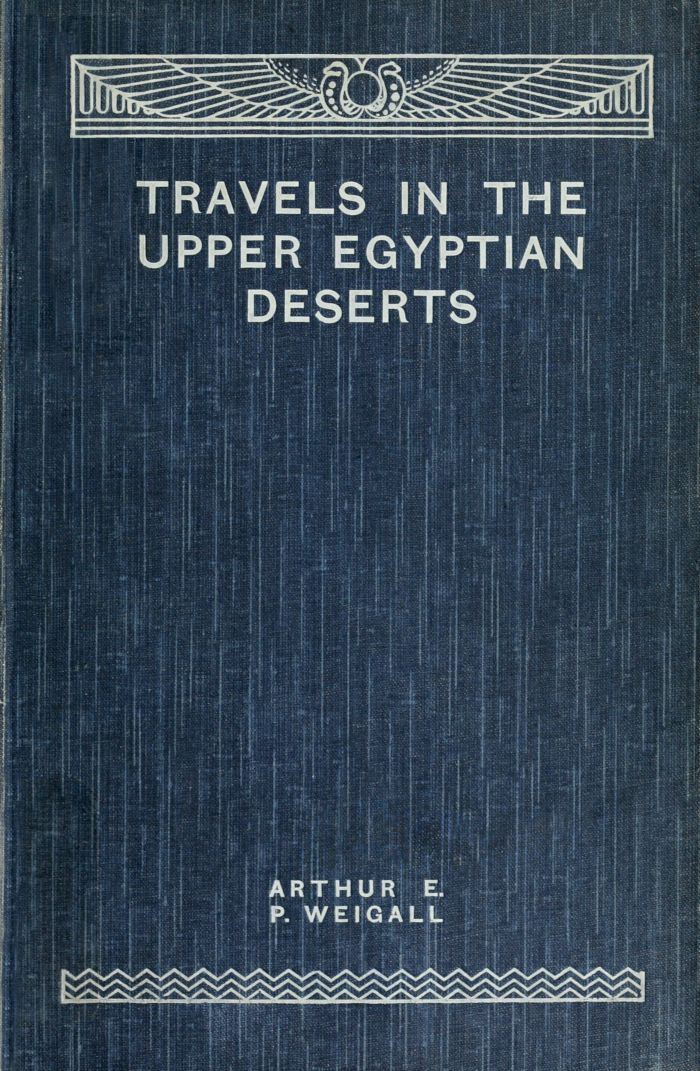 TRAVELS IN THE
UPPER EGYPTIAN
DESERTS
ARTHUR E.
P. WEIGALL